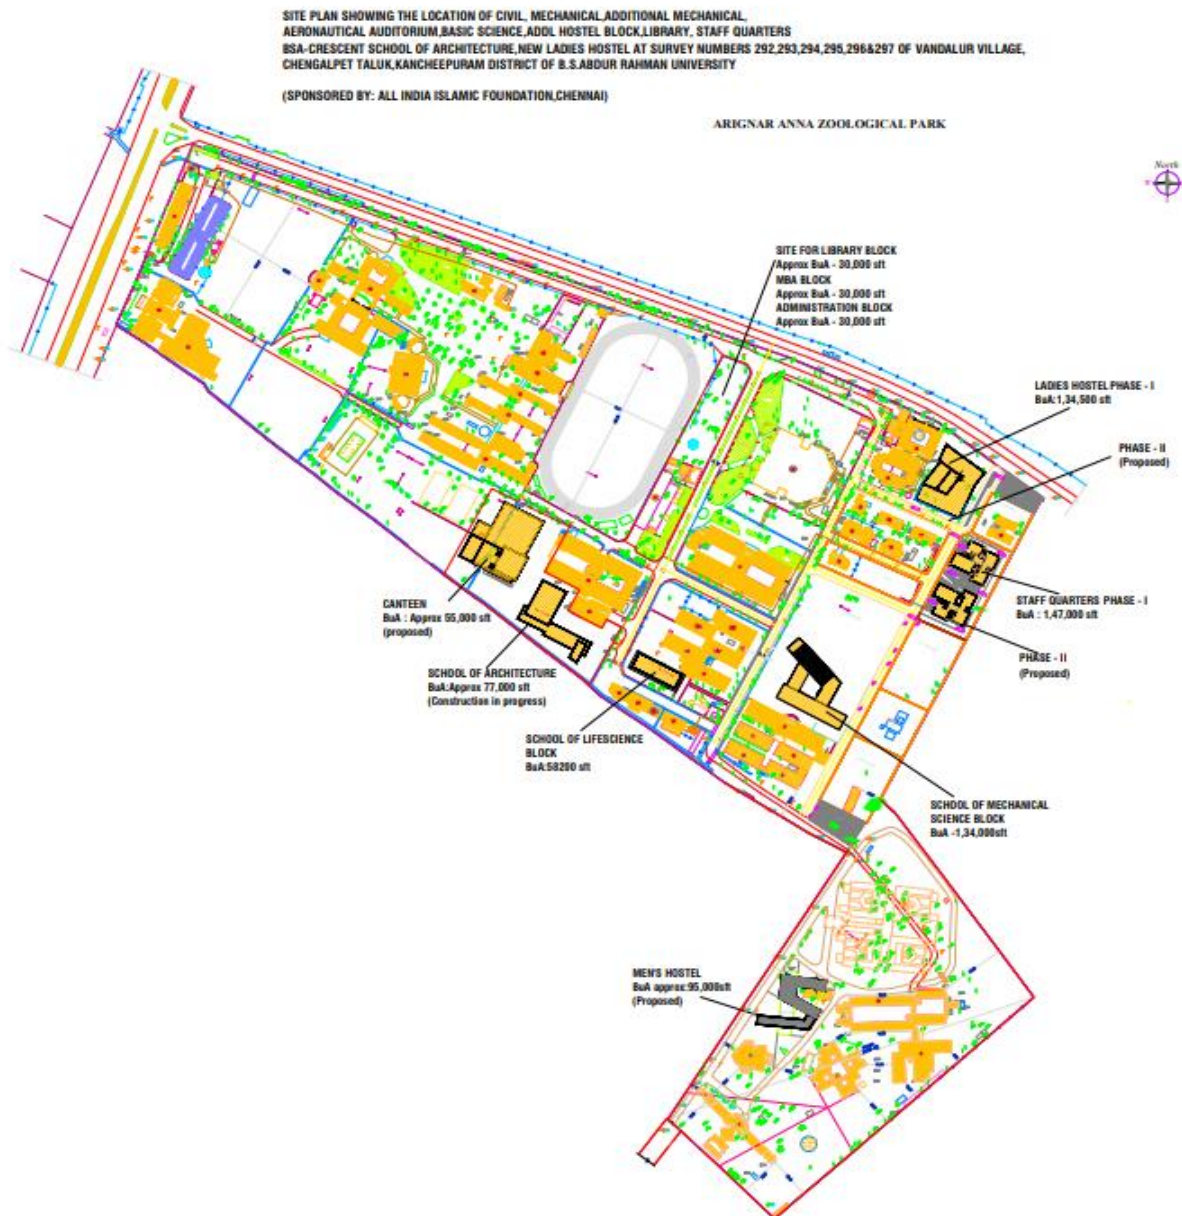 SITE PLAN SHOWING THE LOCATION OF CIVIL, MECHANICAL,ADDITIONAL MECHANICAL,
AERONAUTICAL AUDITORIUM,BASIC SCIENCE,ADDL HOSTEL BLOCK,LIBRARY, STAFF QUARTERS
BSA-CRESCENT SCHOOL OF ARCHITECTURE,NEW LADIES HOSTEL AT SURVEY NUMBERS 292,293,294,295,296&297 OF VANDALUR VILLAGE,
CHENGALPET TALUK,KANCHEEPURAM DISTRICT OF B.S.ABDUR RAHMAN UNIVERSITY
(SPONSORED BY: ALL INDIA ISLAMIC FOUNDATION,CHENNAI)
ARIGNAR ANNA ZOOLOGICAL PARK
North
SITE FOR LIBRARY BLOCK
Approx BuA - 30,000 sft
MBA BLOCK
Approx BuA - 30,000 sft
ADMINISTRATION BLOCK
Approx BuA - 30,000 sft
LADIES HOSTEL PHASE - I
BuA:1,34,500 sft
PHASE - II
(Proposed)
STAFF QUARTERS PHASE - I
BuA : 1,47,000 sft
PHASE - II
(Proposed)
CANTEEN
BuA : Approx 55,000 sft
(proposed)
SCHOOL OF ARCHITECTURE
BuA:Approx 77,000 sft
(Construction in progress)
SCHOOL OF LIFESCIENCE
BLOCK
BuA:58200 sft
SCHOOL OF MECHANICAL
SCIENCE BLOCK
BuA -1,34,000sft
MEN'S HOSTEL
BuA approx:95,000sft
(Proposed)